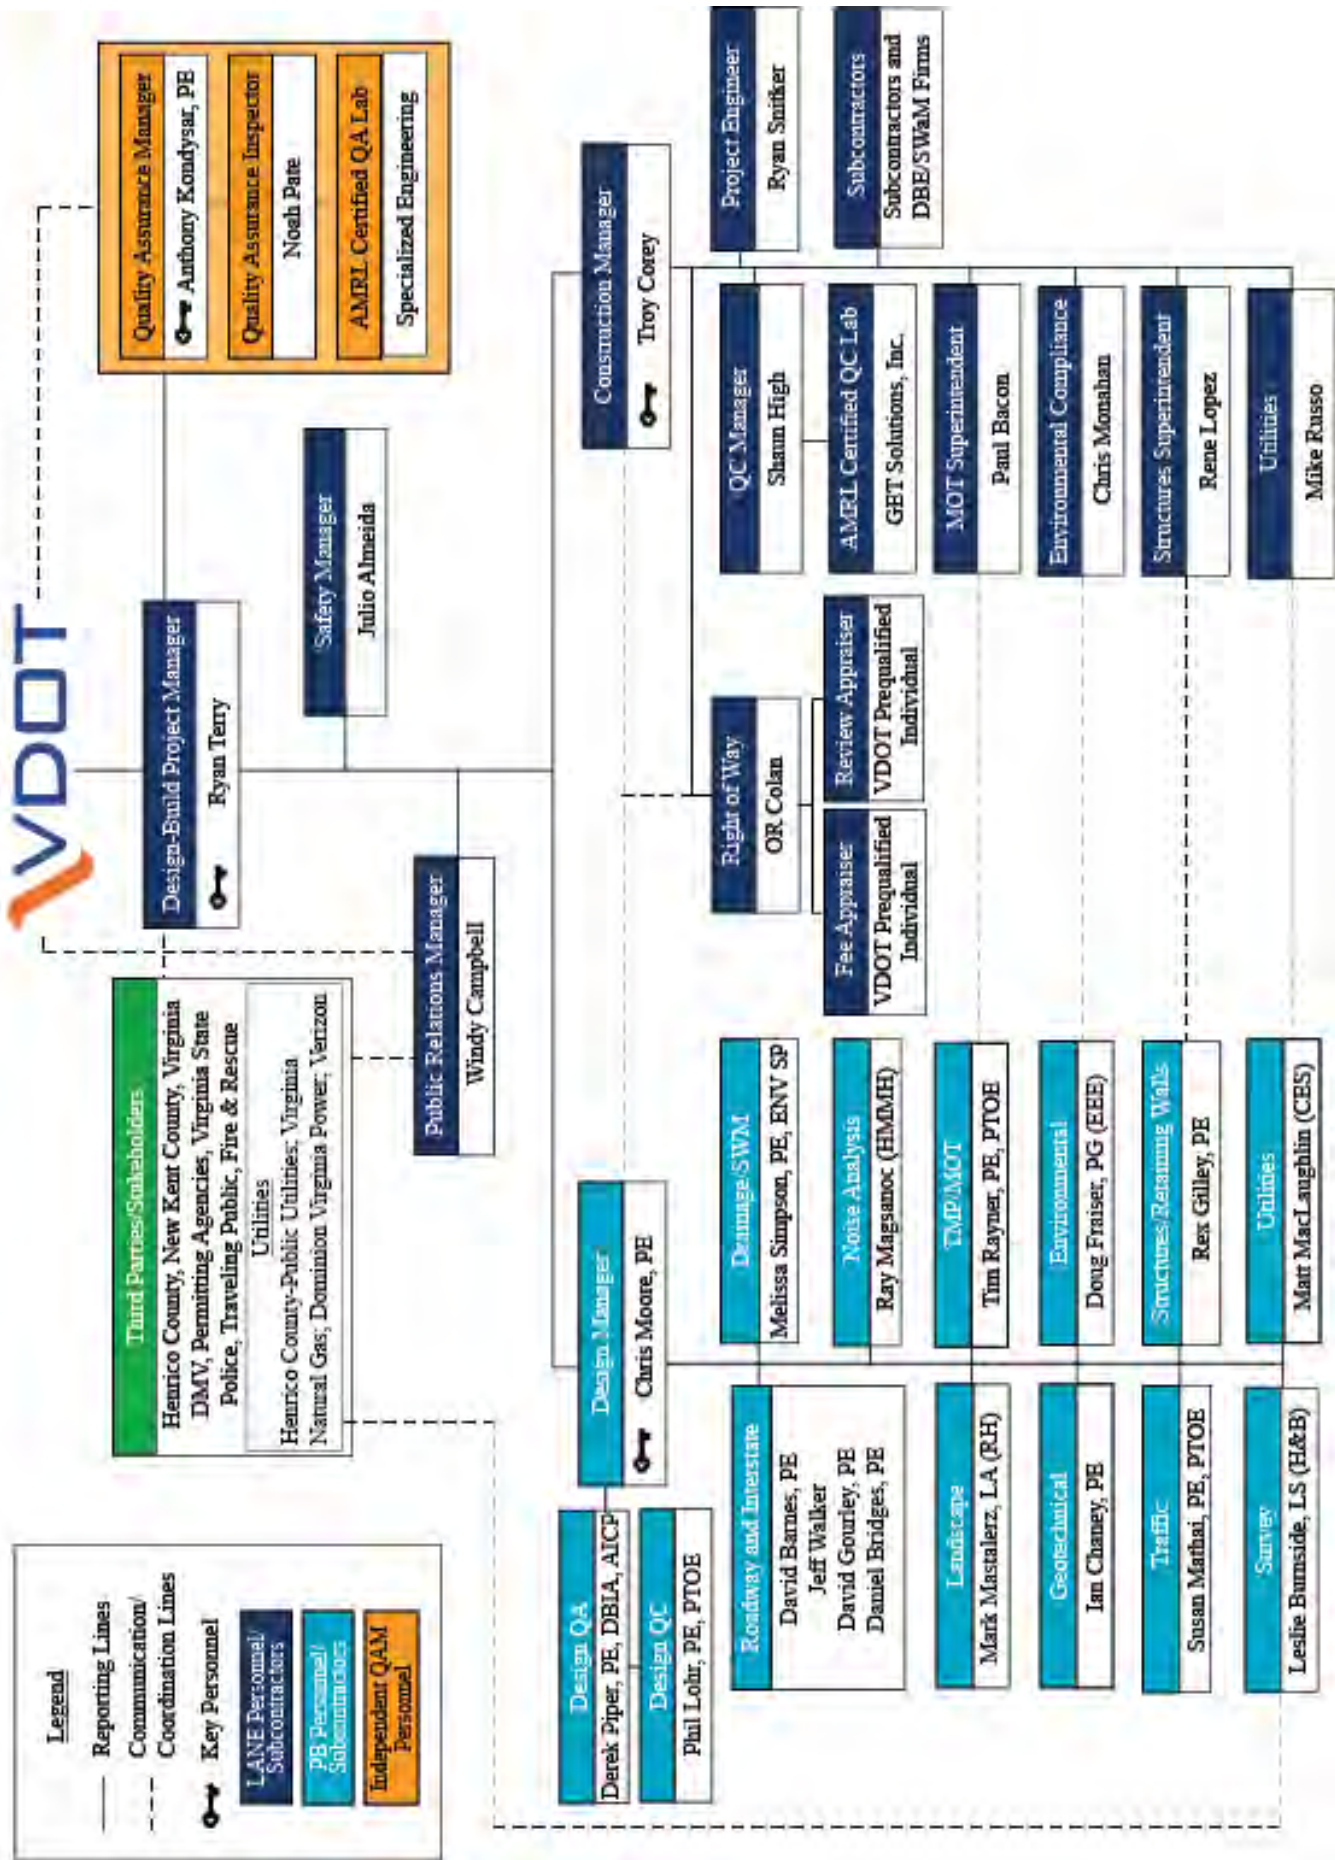 VDOT
Legend
Reporting Lines
Communication/
Coordination Lines
Key Personnel
LANE Personnel/
Subcontractors
PB Personnel/
Subcontractors
Independent QAM
Personnel
Third Parties/Stakeholders
Henrico County, New Kent County, Virginia
DMV, Permitting Agencies, Virginia State
Police, Traveling Public, Fire & Rescue
Utilities
Henrico County-Public Utilities; Virginia
Natural Gas; Dominion Virginia Power; Verizon
Design-Build Project Manager
Ryan Terry
Quality Assurance Manager
Anthony Kondysar, PE
Quality Assurance Inspector
Noah Pate
AMRL Certified QA Lab
Specialized Engineering
Safety Manager
Julio Almeida
Public Relations Manager
Windy Campbell
Design QA
Derek Piper, PE, DBIA, AICP
Design QC
Phil Lohr, PE, PTOE
Design Manager
Chris Moore, PE
Construction Manager
Troy Corey
Roadway and Interstate
David Barnes, PE
Jeff Walker
David Gourley, PE
Daniel Bridges, PE
Landscape
Mark Mastalerz, LA (RH)
Geotechnical
Ian Chaney, PE
Traffic
Susan Mathai, PE, PTOE
Survey
Leslie Burnside, LS (H&B)
Drainage/SWM
Melissa Simpson, PE, ENV SP
Noise Analysis
Ray Magsanoc (HMMH)
TMP/MOT
Tim Rayner, PE, PTOE
Environmental
Doug Fraiser, PG (EEE)
Structures/Retaining Walls
Rex Gilley, PE
Utilities
Matt MacLaughlin (CES)
Right of Way
OR Colan
Fee Appraiser
VDOT Prequalified
Individual
Review Appraiser
VDOT Prequalified
Individual
QC Manager
Shaun High
AMRL Certified QC Lab
GET Solutions, Inc.
MOT Superintendent
Paul Bacon
Environmental Compliance
Chris Monahan
Structures Superintendent
Rene Lopez
Utilities
Mike Russo
Project Engineer
Ryan Snitker
Subcontractors
Subcontractors and
DBE/SWaM Firms